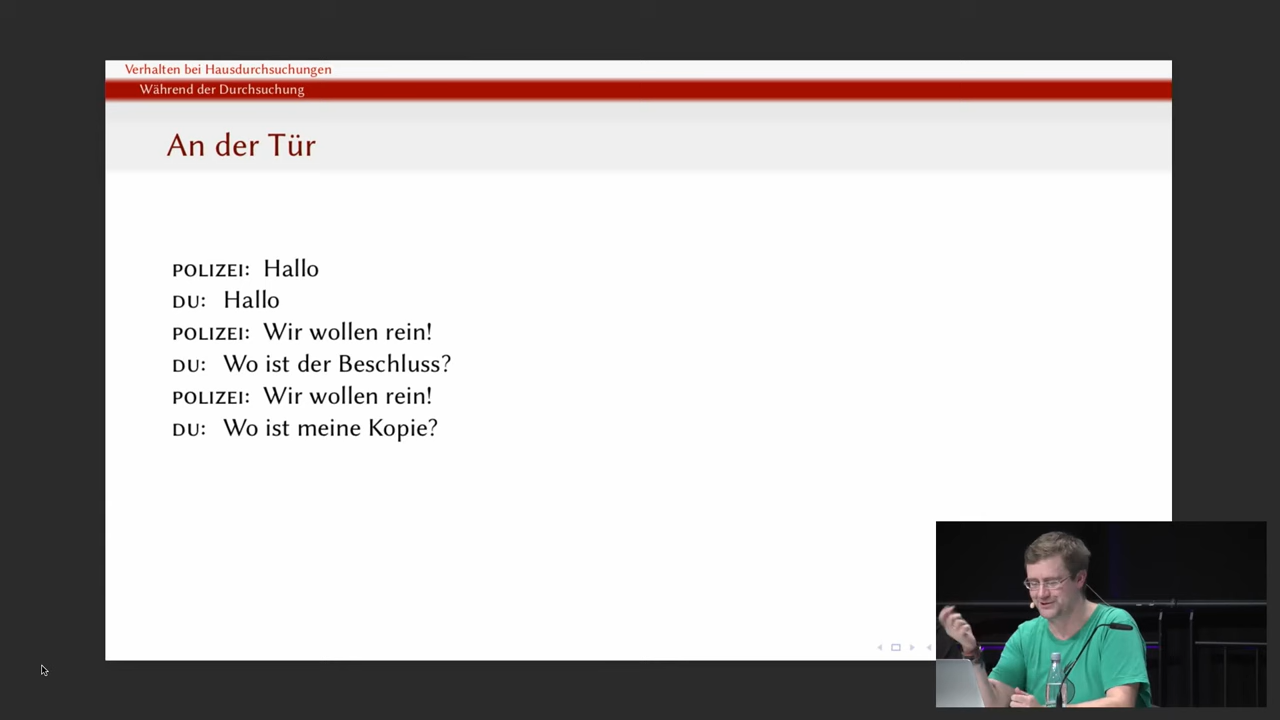 Verhalten bei Hausdurchsuchungen
Während der Durchsuchung
An der Tür
POLIZEI: Hallo
DU: Hallo
POLIZEI: Wir wollen rein!
DU: Wo ist der Beschluss?
POLIZEI: Wir wollen rein!
DU: Wo ist meine Kopie?